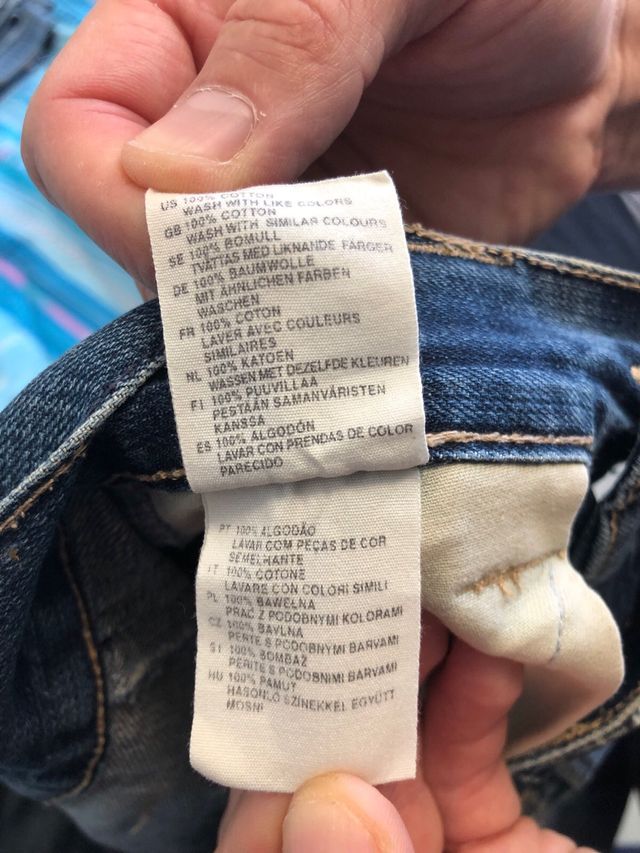 US 100% COTTON
WASH WITH LIKE COLORS
GB 100% COTTON
WASH WITH SIMILAR COLOURS
SE 100% BOMULL
TVÄTTAS MED LIKNANDE FÄRGER
DE 100% BAUMWOLLE
MIT ÄHNLICHEN FARBEN
WASCHEN
FR 100% COTON
LAVER AVEC COULEURS
SIMILAIRES
NL 100% KATOEN
WASSEN MET DEZELFDE KLEUREN
FI 100% PUUVILLAA
PESTÄÄN SAMANVÄRISTEN
KANSSA
ES 100% ALGODÓN
LAVAR CON PRENDAS DE COLOR
PARECIDO
PT 100% ALGODÃO
LAVAR COM PEÇAS DE COR
SEMELHANTE
IT 100% COTONE
LAVARE CON COLORI SIMILI
PL 100% BAWEŁNA
PRAĆ Z PODOBNYMI KOLORAMI
CZ 100% BAVLNA
PERTE S PODOBNÝMI BARVAMI
SI 100% BOMBAŽ
PERITE S PODOBNIMI BARVAMI
HU 100% PAMUT
HASONLÓ SZÍNEKKEL EGYÜTT
MOSNI